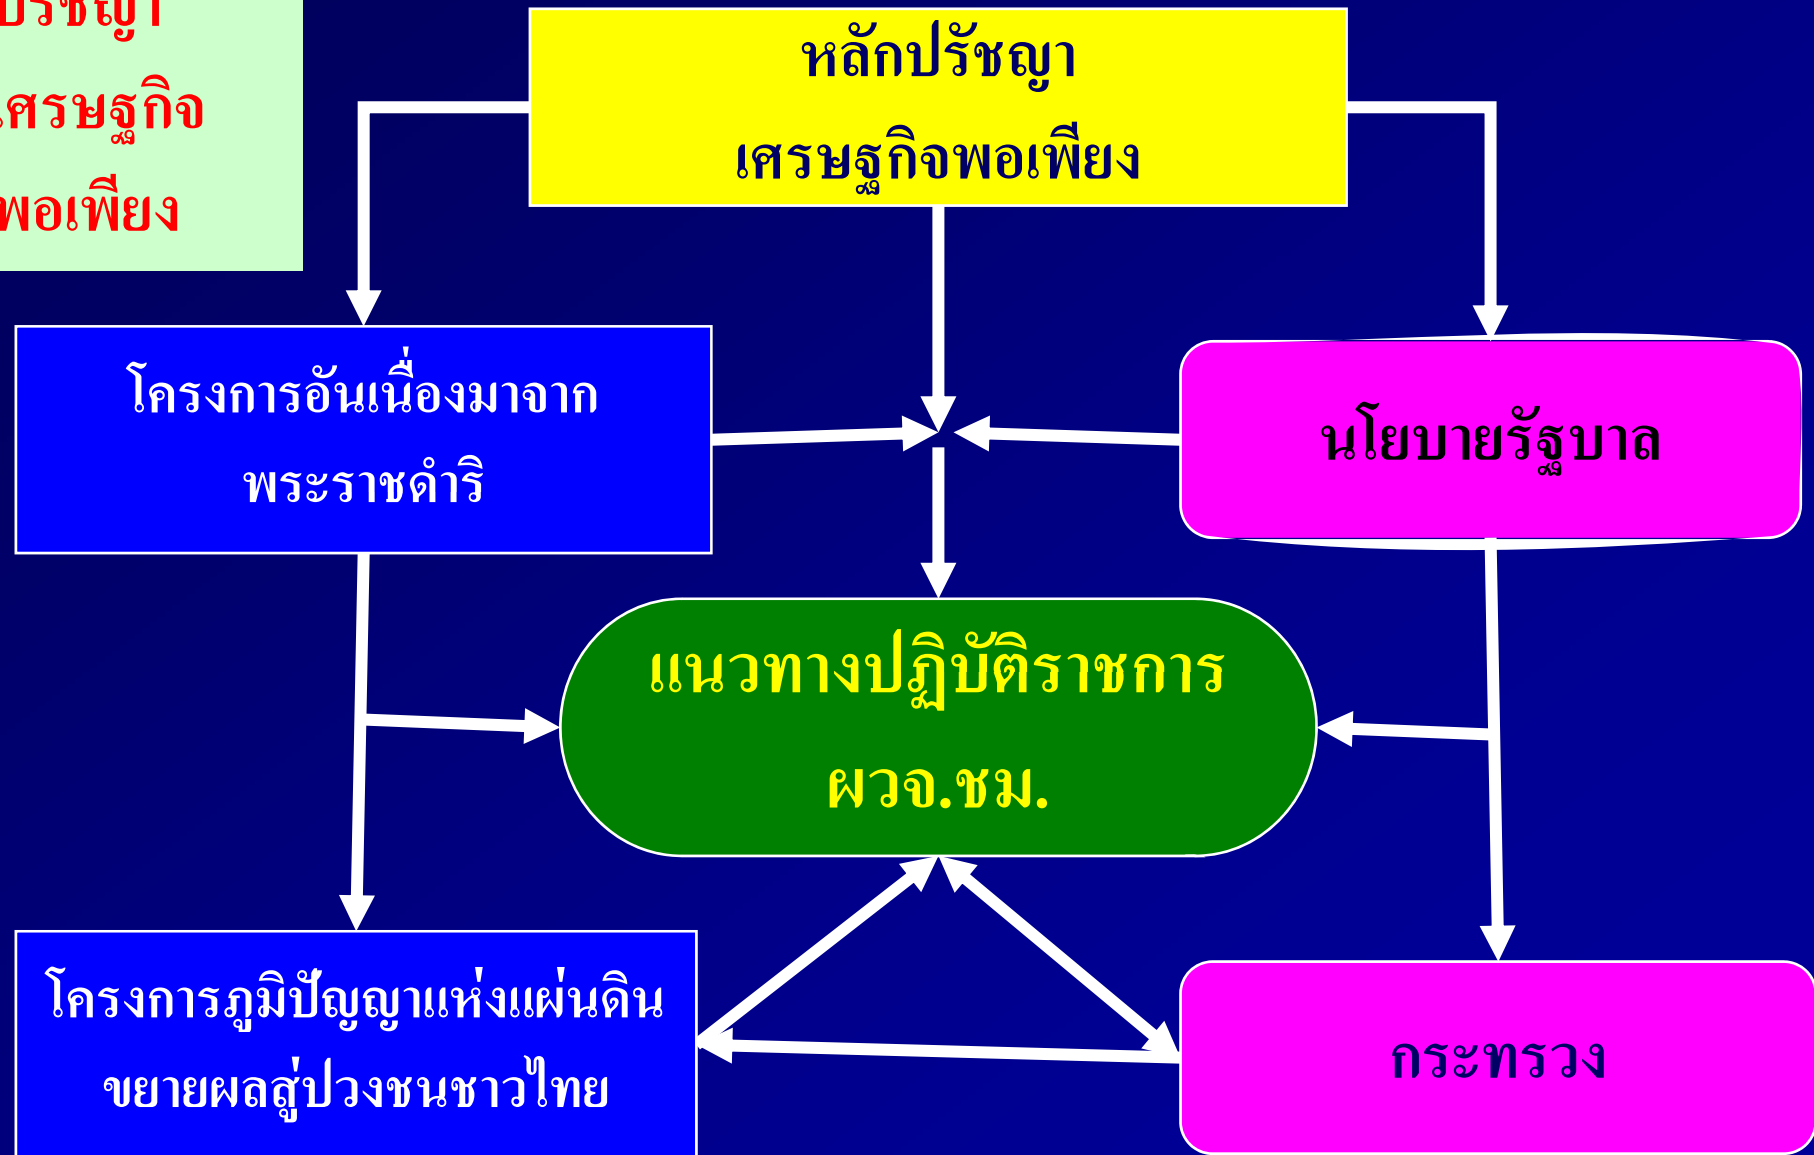 ปรัชญา
เศรษฐกิจ
พอเพียง
หลักปรัชญา
เศรษฐกิจพอเพียง
โครงการอันเนื่องมาจาก
พระราชดำริ
นโยบายรัฐบาล
แนวทางปฏิบัติราชการ
ผวจ.ชม.
โครงการภูมิปัญญาแห่งแผ่นดิน
ขยายผลสู่ปวงชนชาวไทย
กระทรวง